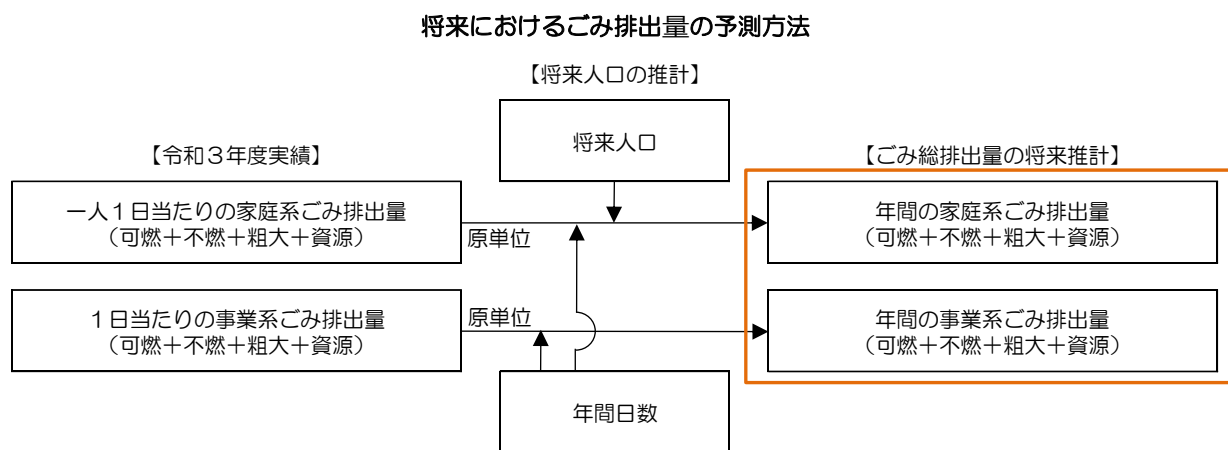 将来におけるごみ排出量の予測方法
【将来人口の推計】
将来人口
【令和３年度実績】
【ごみ総排出量の将来推計】
一人１日当たりの家庭系ごみ排出量
（可燃＋不燃＋粗大＋資源）
原単位
年間の家庭系ごみ排出量
（可燃＋不燃＋粗大＋資源）
１日当たりの事業系ごみ排出量
（可燃＋不燃＋粗大＋資源）
原単位
年間の事業系ごみ排出量
（可燃＋不燃＋粗大＋資源）
年間日数